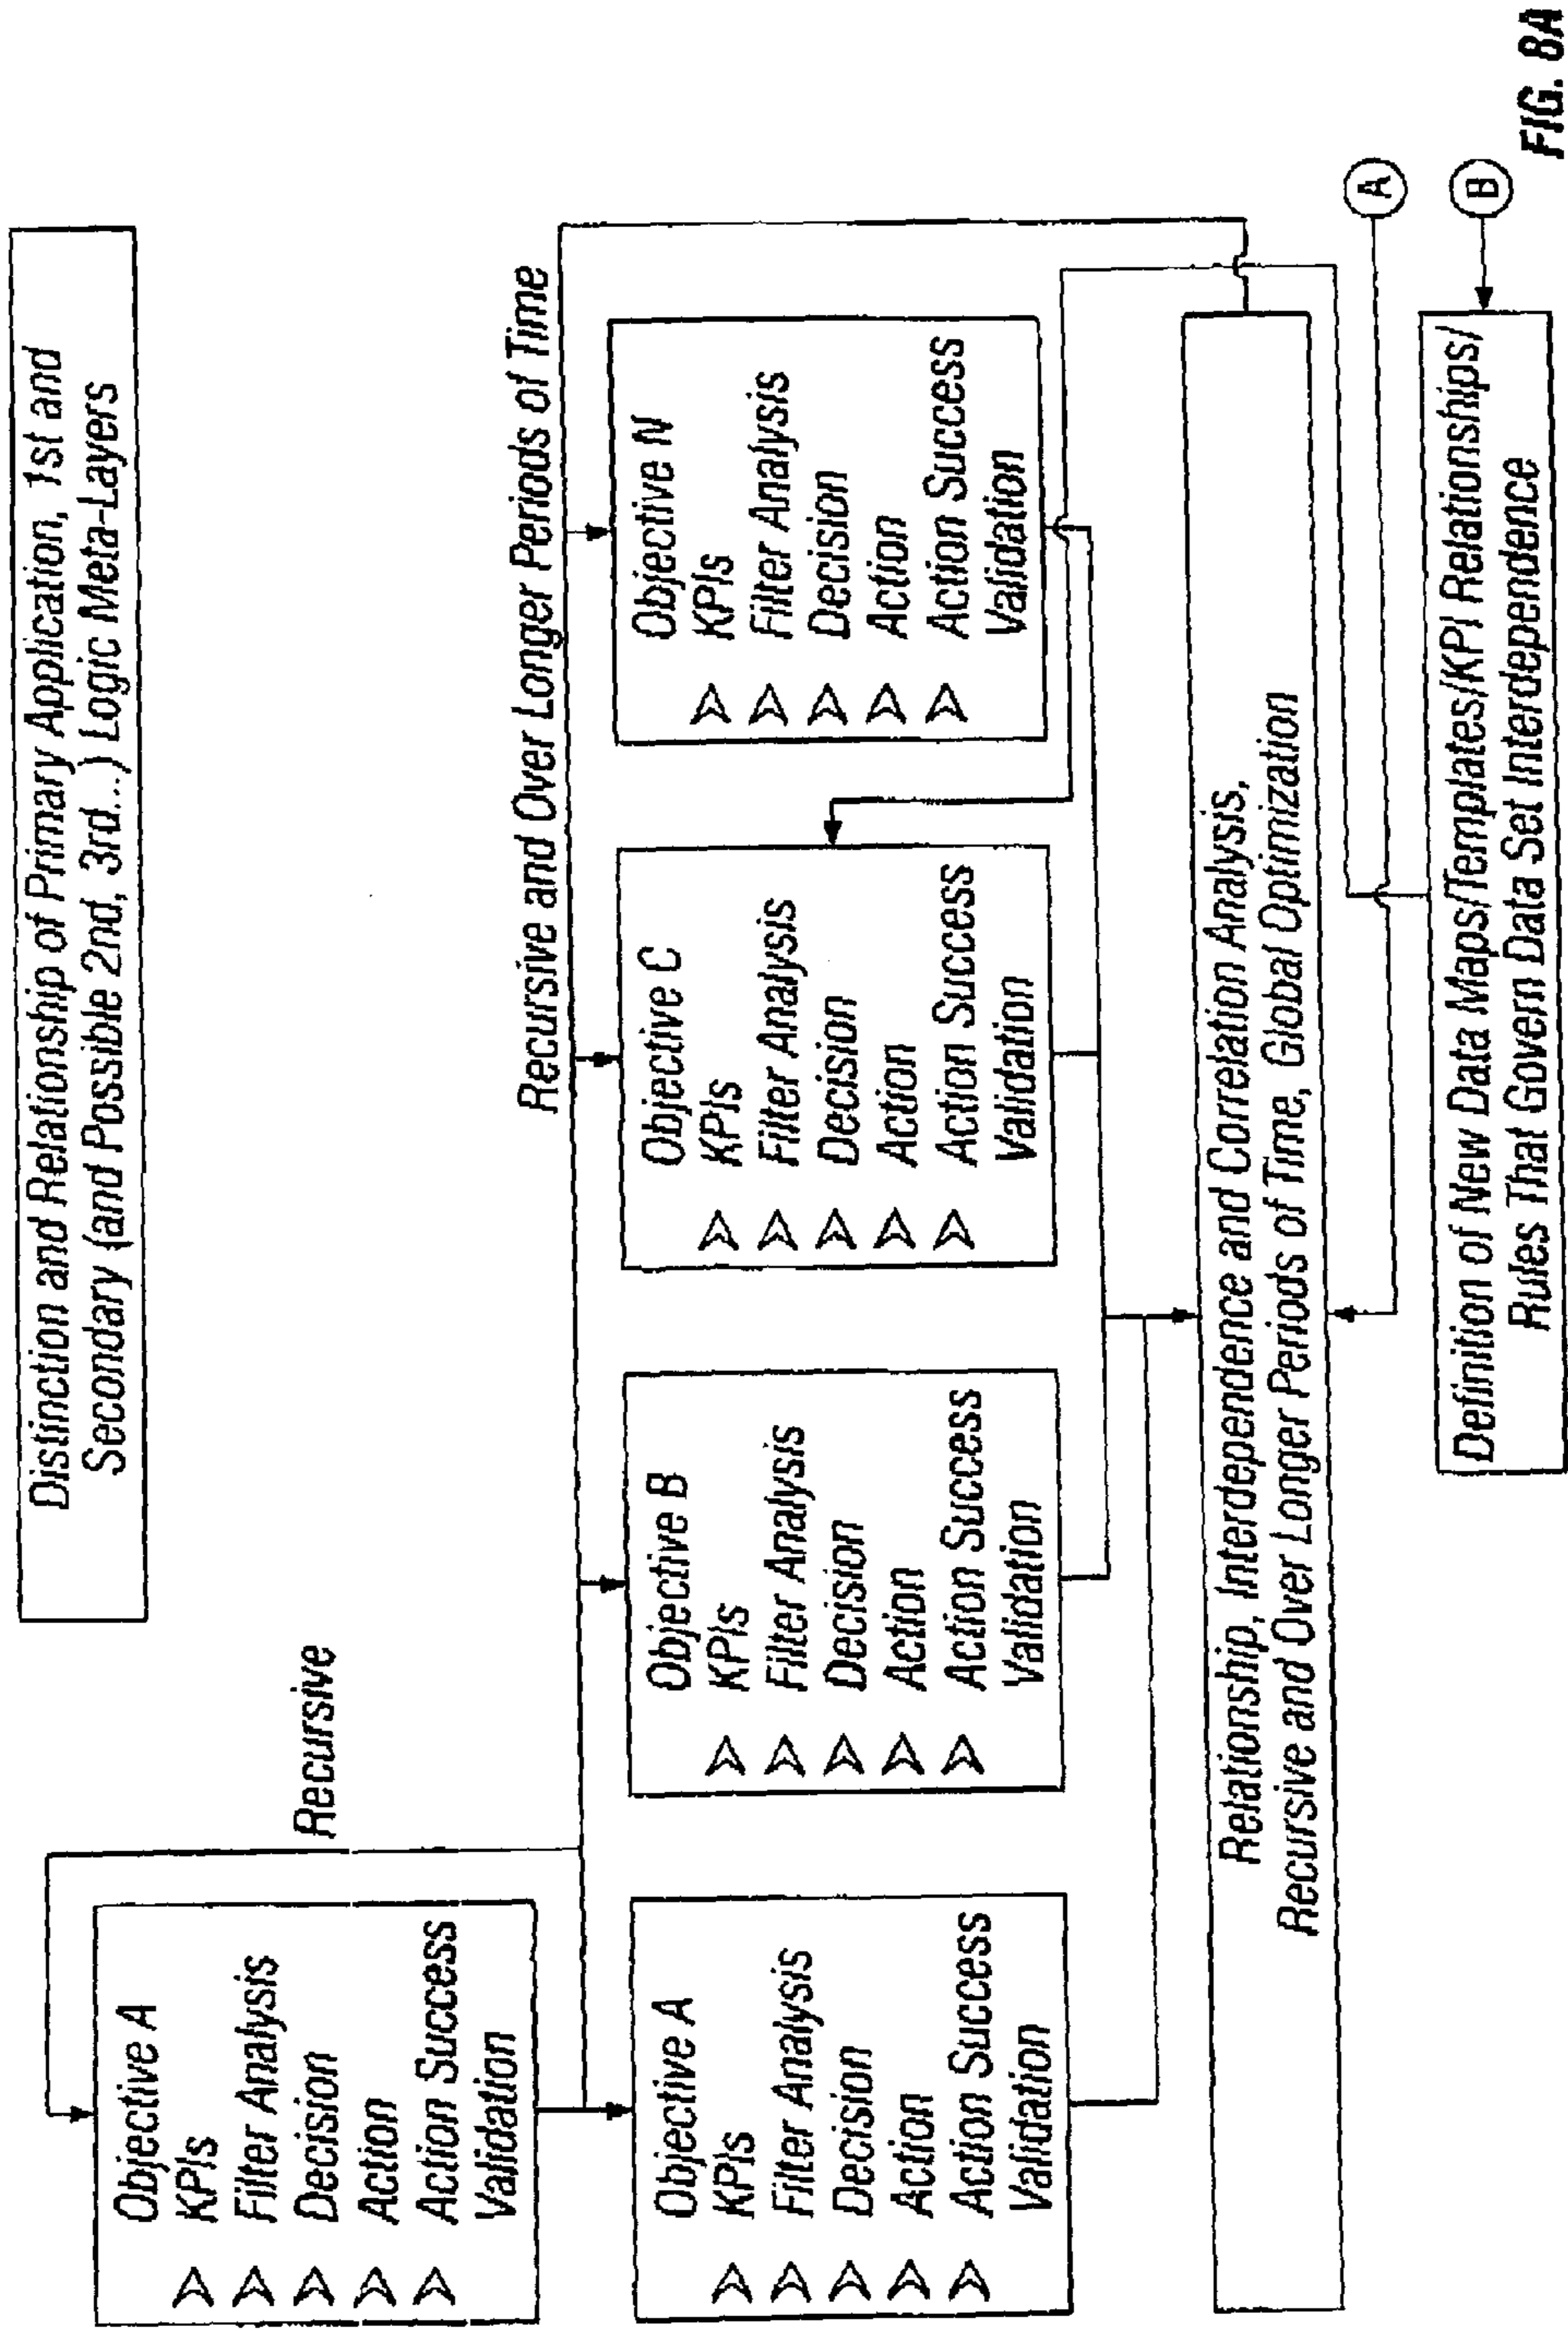 Distinction and Relationship of Primary Application, 1st and
Secondary (and Possible 2nd, 3rd...) Logic Meta-Layers
Recursive
Objective A
KPIs
Filter Analysis
Decision
Action
Action Success
Validation
Recursive and Over Longer Periods of Time
Objective A
KPIs
Filter Analysis
Decision
Action
Action Success
Validation
Objective B
KPIs
Filter Analysis
Decision
Action
Action Success
Validation
Objective C
KPIs
Filter Analysis
Decision
Action
Action Success
Validation
Objective N
KPIs
Filter Analysis
Decision
Action
Action Success
Validation
Relationship, Interdependence and Correlation Analysis,
Recursive and Over Longer Periods of Time, Global Optimization
A
Definition of New Data Maps/Templates/KPI Relationships/
Rules That Govern Data Set Interdependence
B
FIG. 8A